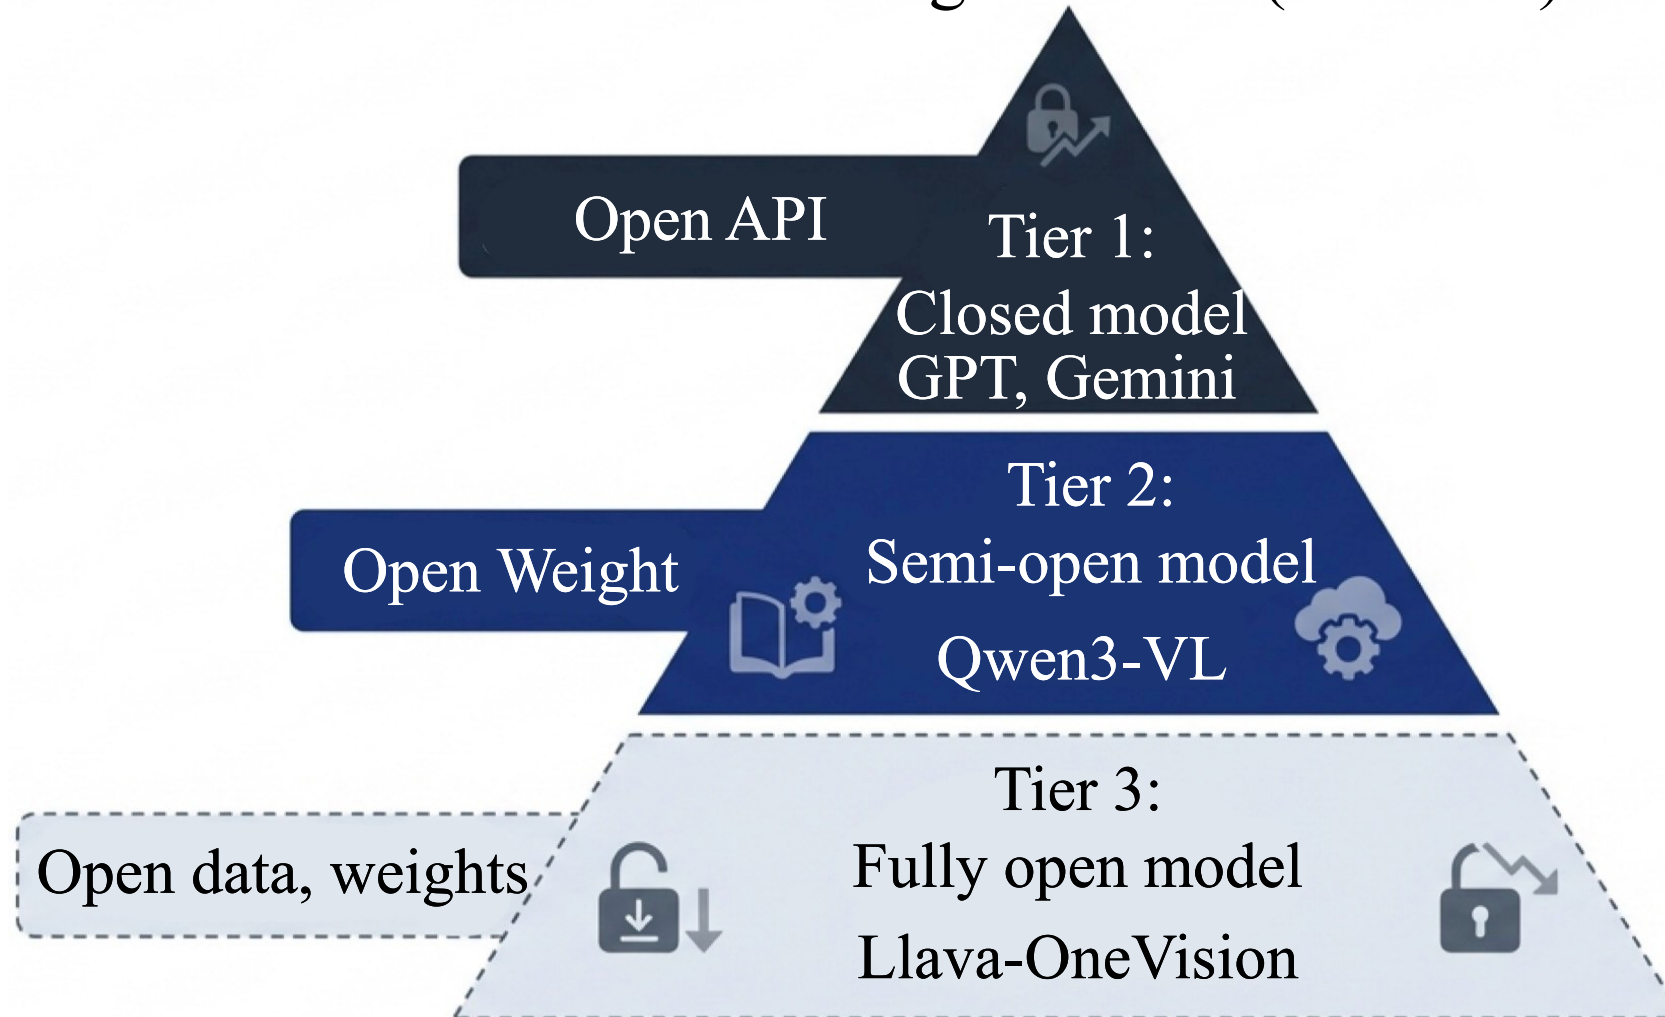 Open API
Tier 1:
Closed model
GPT, Gemini
Tier 2:
Semi-open model
Open Weight
Qwen3-VL
Tier 3:
Fully open model
Open data, weights
Llava-OneVision